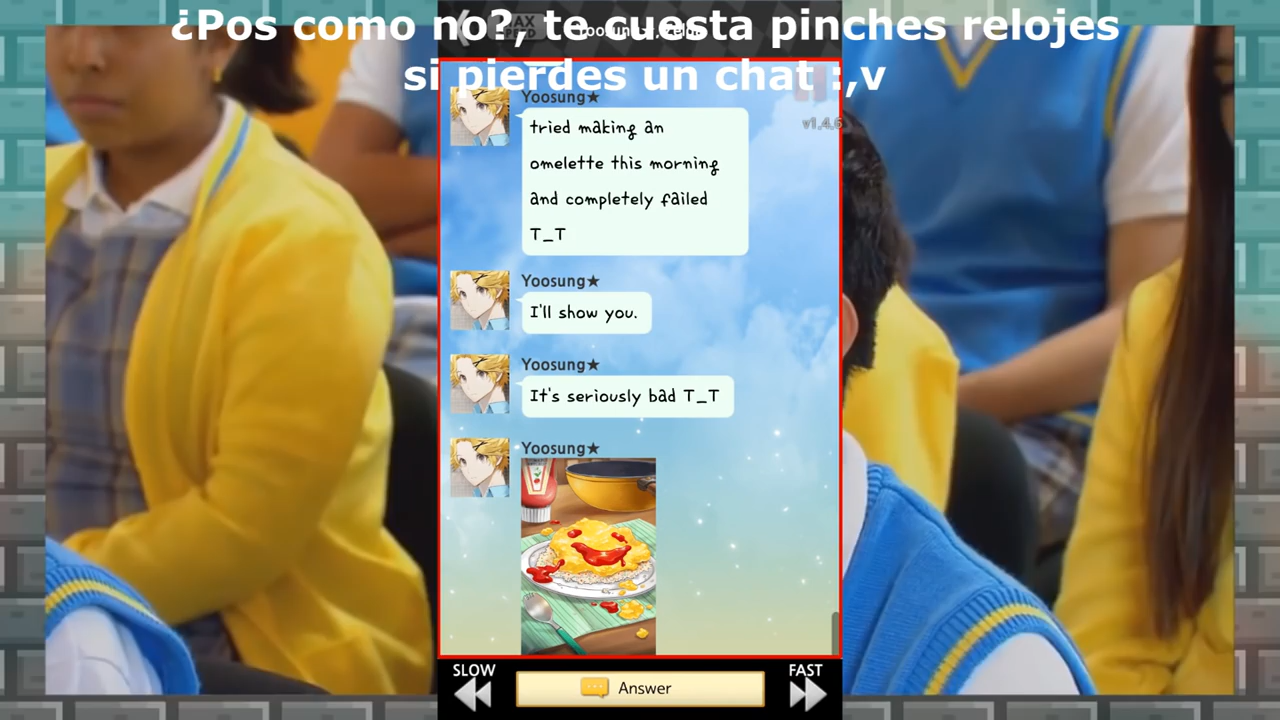 ¿Pos como no?, te cuesta pinches relojes
si pierdes un chat :,v
Yoosung★
v1.4.6
tried making an
omelette this morning
and completely failed
T_T
Yoosung★
I'll show you.
Yoosung★
It's seriously bad T_T
Yoosung★
SLOW
Answer
FAST